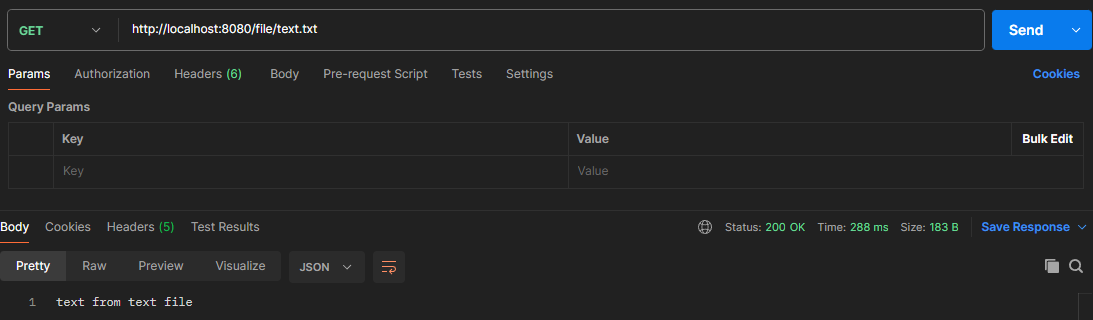 GET http://localhost:8080/file/text.txt Send
Params Authorization Headers (6) Body Pre-request Script Tests Settings Cookies
Query Params
Key Value Bulk Edit
Key Value
Body Cookies Headers (5) Test Results Status: 200 OK Time: 288 ms Size: 183 B Save Response
Pretty Raw Preview Visualize JSON
1 text from text file